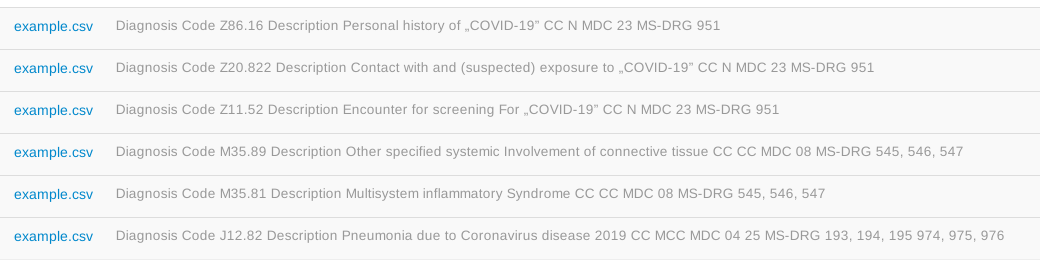 example.csv Diagnosis Code Z86.16 Description Personal history of „COVID-19” CC N MDC 23 MS-DRG 951
example.csv Diagnosis Code Z20.822 Description Contact with and (suspected) exposure to „COVID-19” CC N MDC 23 MS-DRG 951
example.csv Diagnosis Code Z11.52 Description Encounter for screening For „COVID-19” CC N MDC 23 MS-DRG 951
example.csv Diagnosis Code M35.89 Description Other specified systemic Involvement of connective tissue CC CC MDC 08 MS-DRG 545, 546, 547
example.csv Diagnosis Code M35.81 Description Multisystem inflammatory Syndrome CC CC MDC 08 MS-DRG 545, 546, 547
example.csv Diagnosis Code J12.82 Description Pneumonia due to Coronavirus disease 2019 CC MCC MDC 04 25 MS-DRG 193, 194, 195 974, 975, 976